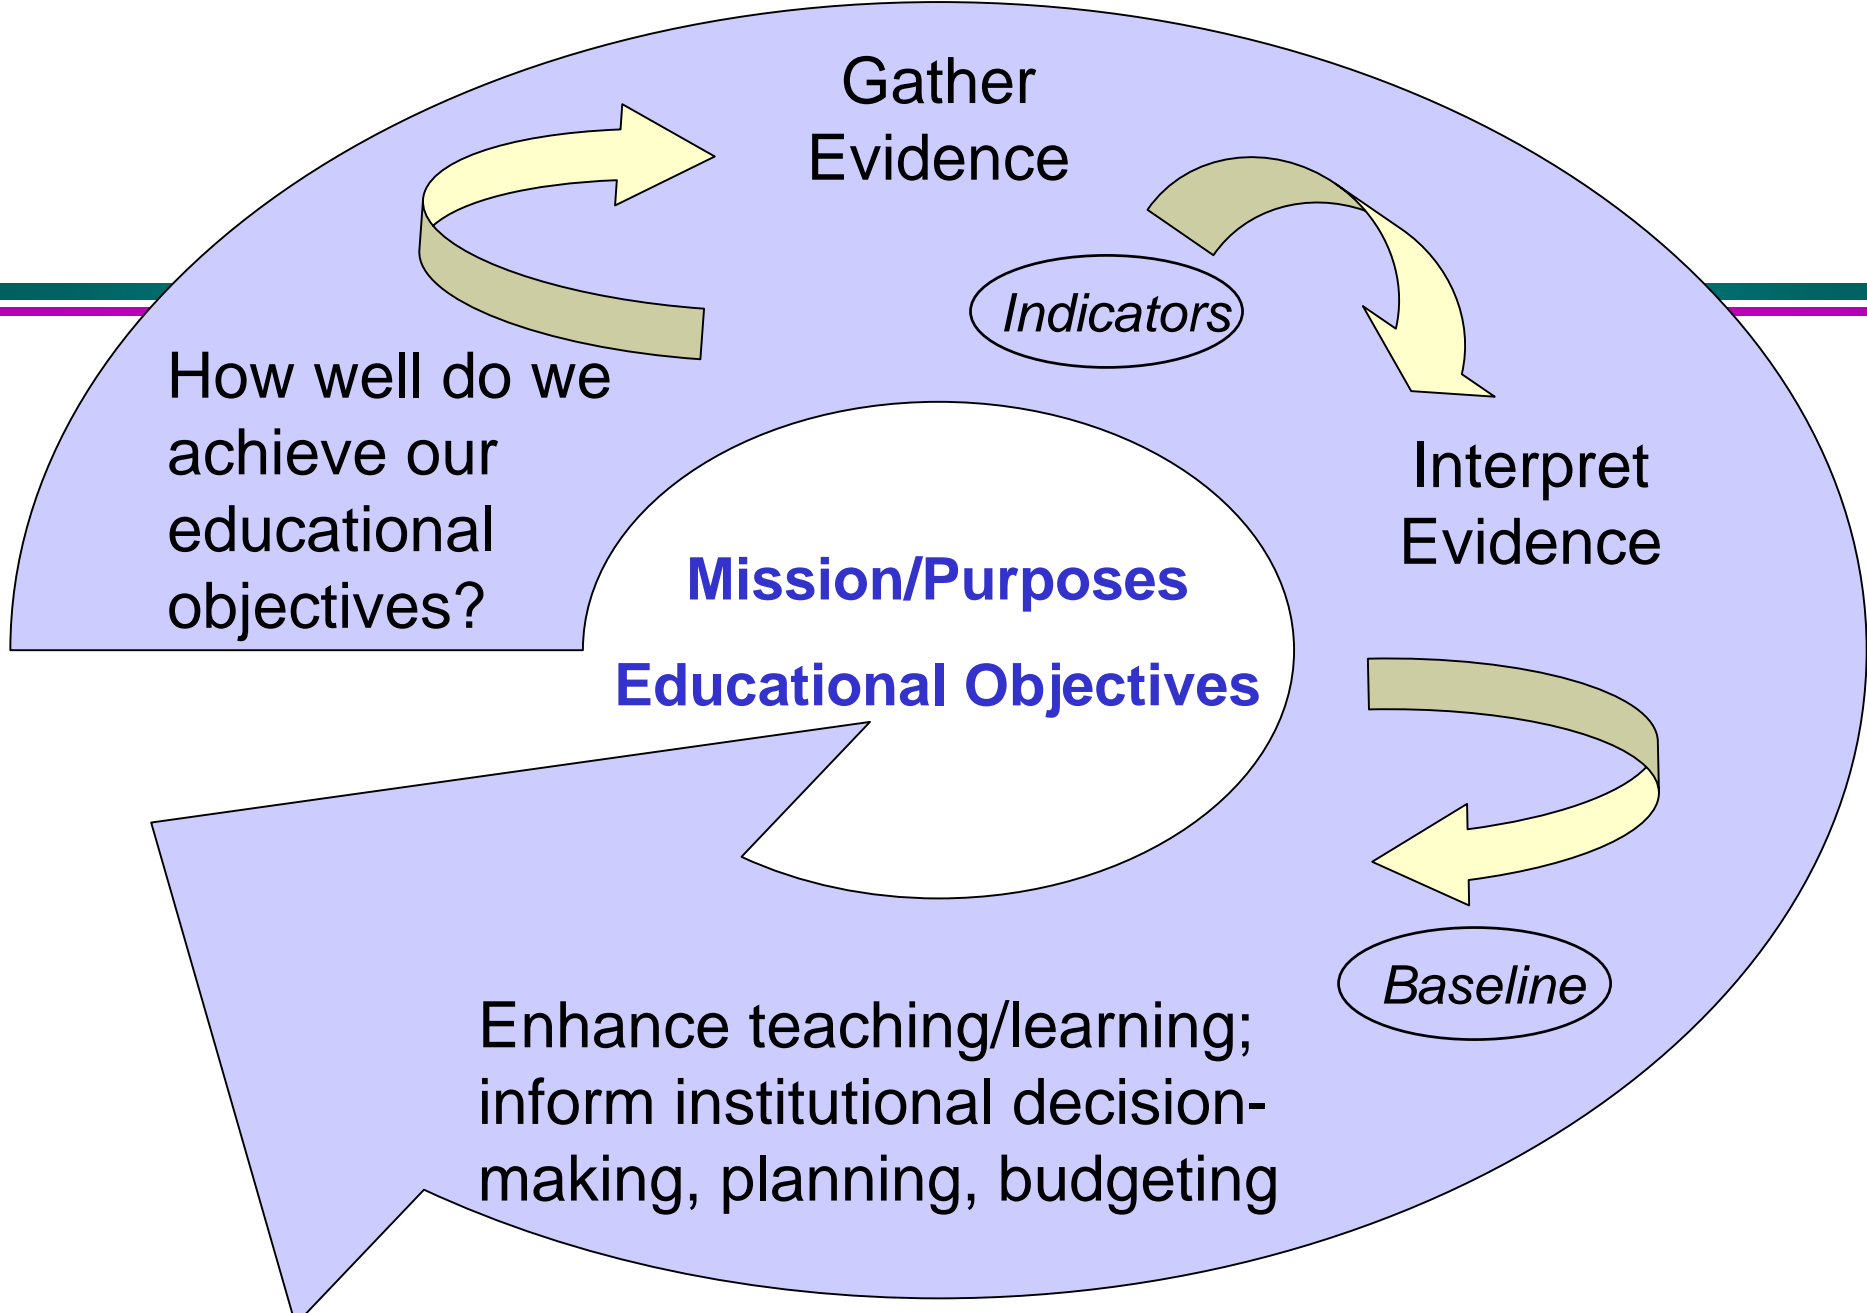 Gather
Evidence
Indicators
How well do we
achieve our
educational
objectives?
Interpret
Evidence
Mission/Purposes
Educational Objectives
Baseline
Enhance teaching/learning;
inform institutional decision-
making, planning, budgeting